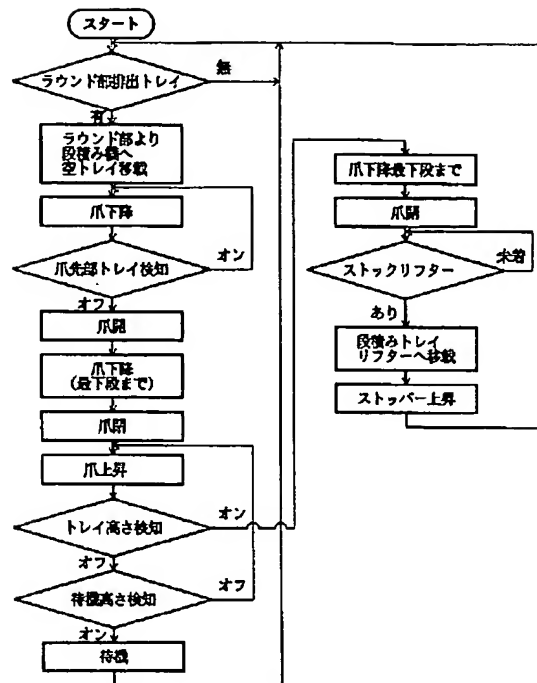 スタート
ラウンド部排出トレイ
無
有
ラウンド部より
段積み機へ
空トレイ移載
爪下降
爪先部トレイ検知
オン
オフ
爪下降
(最下段まで)
爪上昇
トレイ高さ検知
オン
オフ
待機高さ検知
オフ
オン
待機
爪下降最下段まで
ストックリフター
未着
あり
段積みトレイ
リフターへ移載
ストッパー上昇